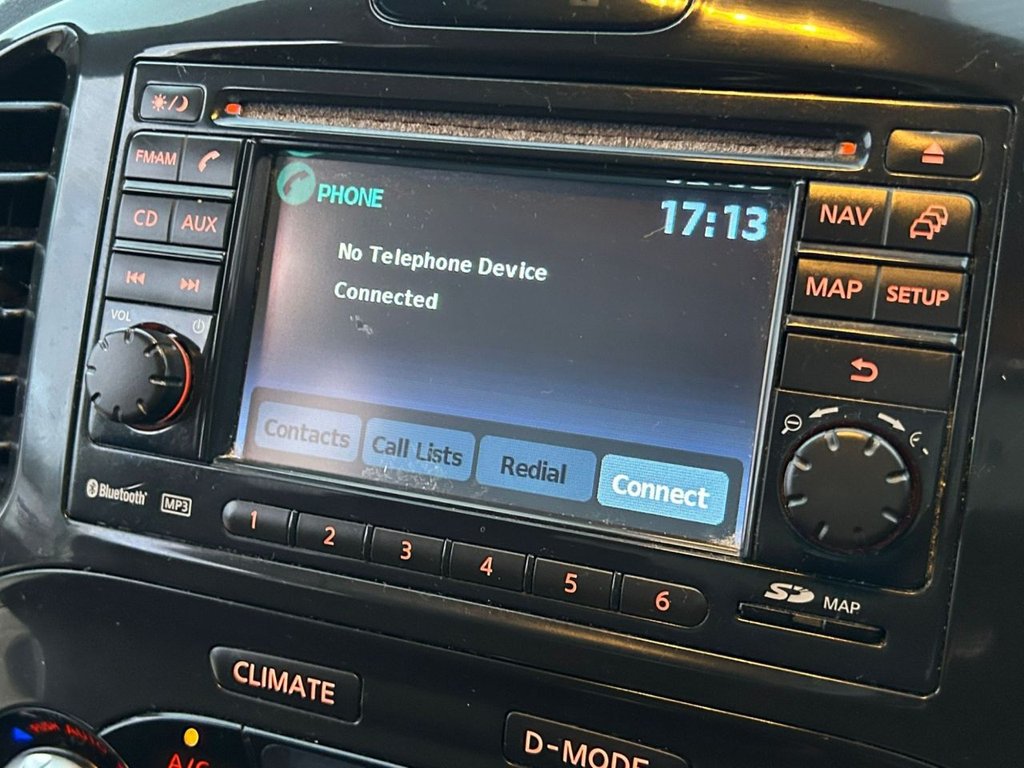 FM·AM
CD
AUX
VOL
Bluetooth®
MP3
PHONE
17:13
No Telephone Device
Connected
Contacts
Call Lists
Redial
Connect
NAV
MAP
SETUP
1
2
3
4
5
6
SD
MAP
CLIMATE
D-MODE
AUTO
A/C